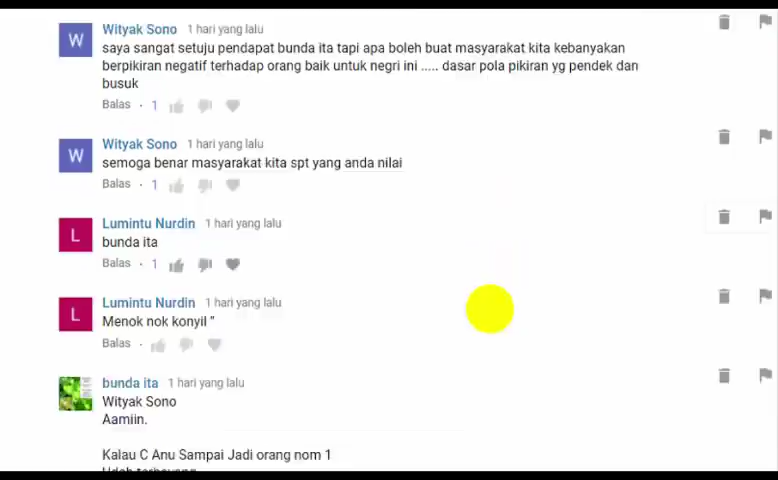 W
Wityak Sono 1 hari yang lalu
saya sangat setuju pendapat bunda ita tapi apa boleh buat masyarakat kita kebanyakan
berpikiran negatif terhadap orang baik untuk negri ini ..... dasar pola pikiran yg pendek dan
busuk
Balas · 1
W
Wityak Sono 1 hari yang lalu
semoga benar masyarakat kita spt yang anda nilai
Balas · 1
L
Lumintu Nurdin 1 hari yang lalu
bunda ita
Balas · 1
L
Lumintu Nurdin 1 hari yang lalu
Menok nok konyil "
Balas ·
bunda ita 1 hari yang lalu
Wityak Sono
Aamiin.
Kalau C Anu Sampai Jadi orang nom 1